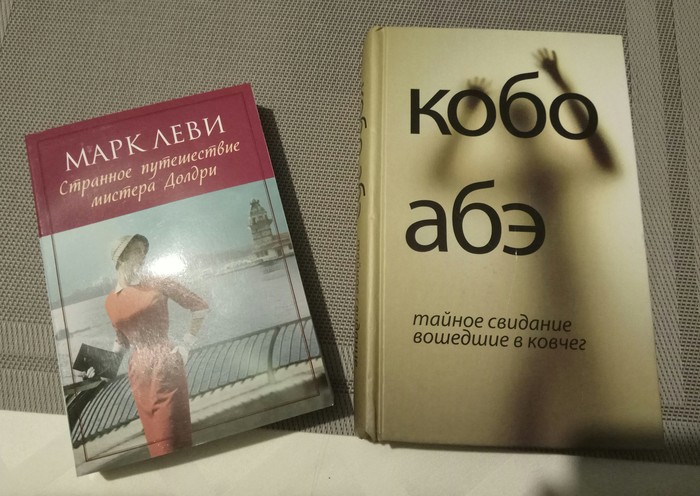 МАРК ЛЕВИ
Странное путешествие
мистера Долдри
кобо
абэ
тайное свидание
вошедшие в ковчег